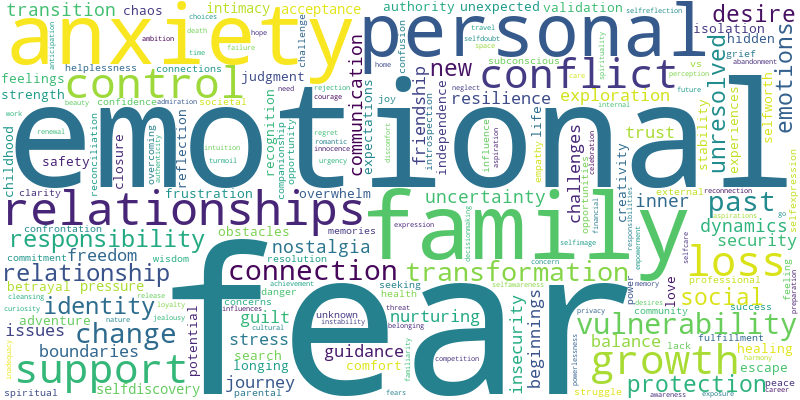 transition
chaos
intimacy
acceptance
authority
unexpected
validation
selfreflection
desire
anxiety
personal
ambition
choices
death
time
hope
failure
challenge
confusion
travel
selfdoubt
space
isolation
hidden
grief
abandonment
anticipation
helplessness
connections
feelings
control
judgment
communication
expectations
home
subconscious
new
conflict
spirituality
care
vs
perception
unresolved
emotions
strength
confidence
admiration
societal
need
rejection
courage
joy
friendship
neglect
resilience
exploration
internal
future
selfworth
beauty
work
emotional
childhood
renewal
reconciliation
closure
overcoming
authenticity
reflection
intuition
turmoil
recognition
companionship
opportunity
regret
romantic
innocence
urgency
discomfort
introspection
independence
influence
aspiration
empathy
life
celebration
challenges
opportunities
financial
creativity
trust
responsibilities
empowerment
stability
experiences
selfexpression
safety
clarity
frustration
overwhelm
relationships
memories
expression
family
uncertainty
decisionmaking
inner
external
reconnection
past
aspirations
go
confrontation
responsibility
obstacles
nostalgia
resolution
selfimage
selfcare
dynamics
security
commitment
wisdom
freedom
relationship
connection
seeking
transformation
concern
selfawareness
memory
love
loss
professional
feeling
preparation
betrayal
pressure
concerns
achievement
danger
health
fear
power
desires
social
success
cleansing
release
curiosity
loyalty
identity
influences
threat
unknown
instability
belonging
nurturing
privacy
community
adventure
nature
jealousy
potential
guilt
cultural
insecurity
beginnings
vulnerability
fulfillment
issues
change
stress
guidance
familiarity
competition
powerlessness
balance
lack
healing
harmony
inadequacy
boundaries
search
longing
comfort
growth
escape
support
selfdiscovery
journey
parental
fears
struggle
protection
peace
career
spiritual
awareness
exposure